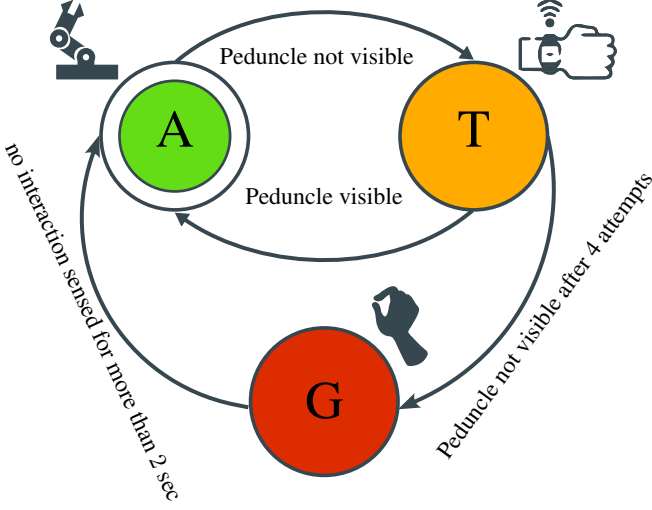 Peduncle not visible
A
T
Peduncle visible
no interaction sensed for more than 2 sec
Peduncle not visible after 4 attempts
G